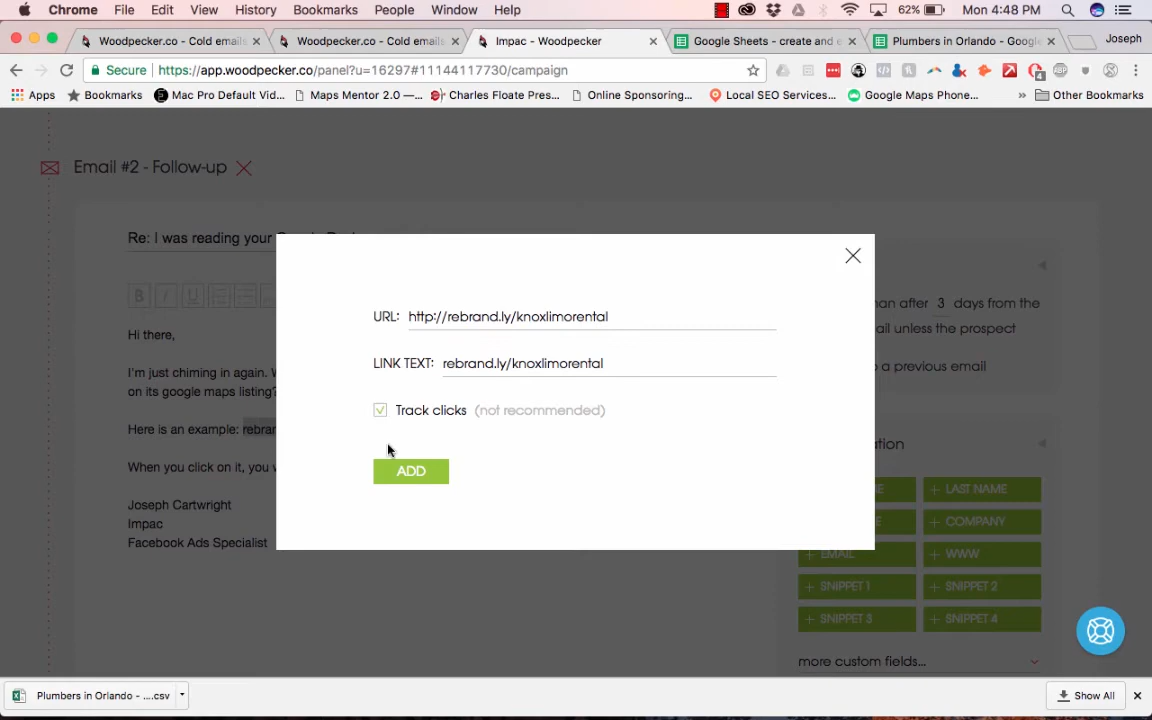 Chrome File Edit View History Bookmarks People Window Help 62% Mon 4:48 PM
Woodpecker.co - Cold emails Woodpecker.co - Cold emails Impac - Woodpecker Google Sheets - create and e Plumbers in Orlando - Google Joseph
Secure https://app.woodpecker.co/panel?u=16297#11144117730/campaign
Apps Bookmarks Mac Pro Default Vid... Maps Mentor 2.0 —... Charles Floate Pres... Online Sponsoring... Local SEO Services... Google Maps Phone... » Other Bookmarks
Email #2 - Follow-up
Re: I was reading your
URL: http://rebrand.ly/knoxlimorental
LINK TEXT: rebrand.ly/knoxlimorental
Track clicks (not recommended)
ADD
B I U
Hi there,
I'm just chiming in again.
on its google maps listing?
Here is an example: rebran
When you click on it, you w
Joseph Cartwright
Impac
Facebook Ads Specialist
an after 3 days from the
ail unless the prospect
o a previous email
ation
+ LAST NAME
+ COMPANY
+ EMAIL + WWW
+ SNIPPET 1 + SNIPPET 2
+ SNIPPET 3 + SNIPPET 4
more custom fields...
Plumbers in Orlando - ....csv Show All